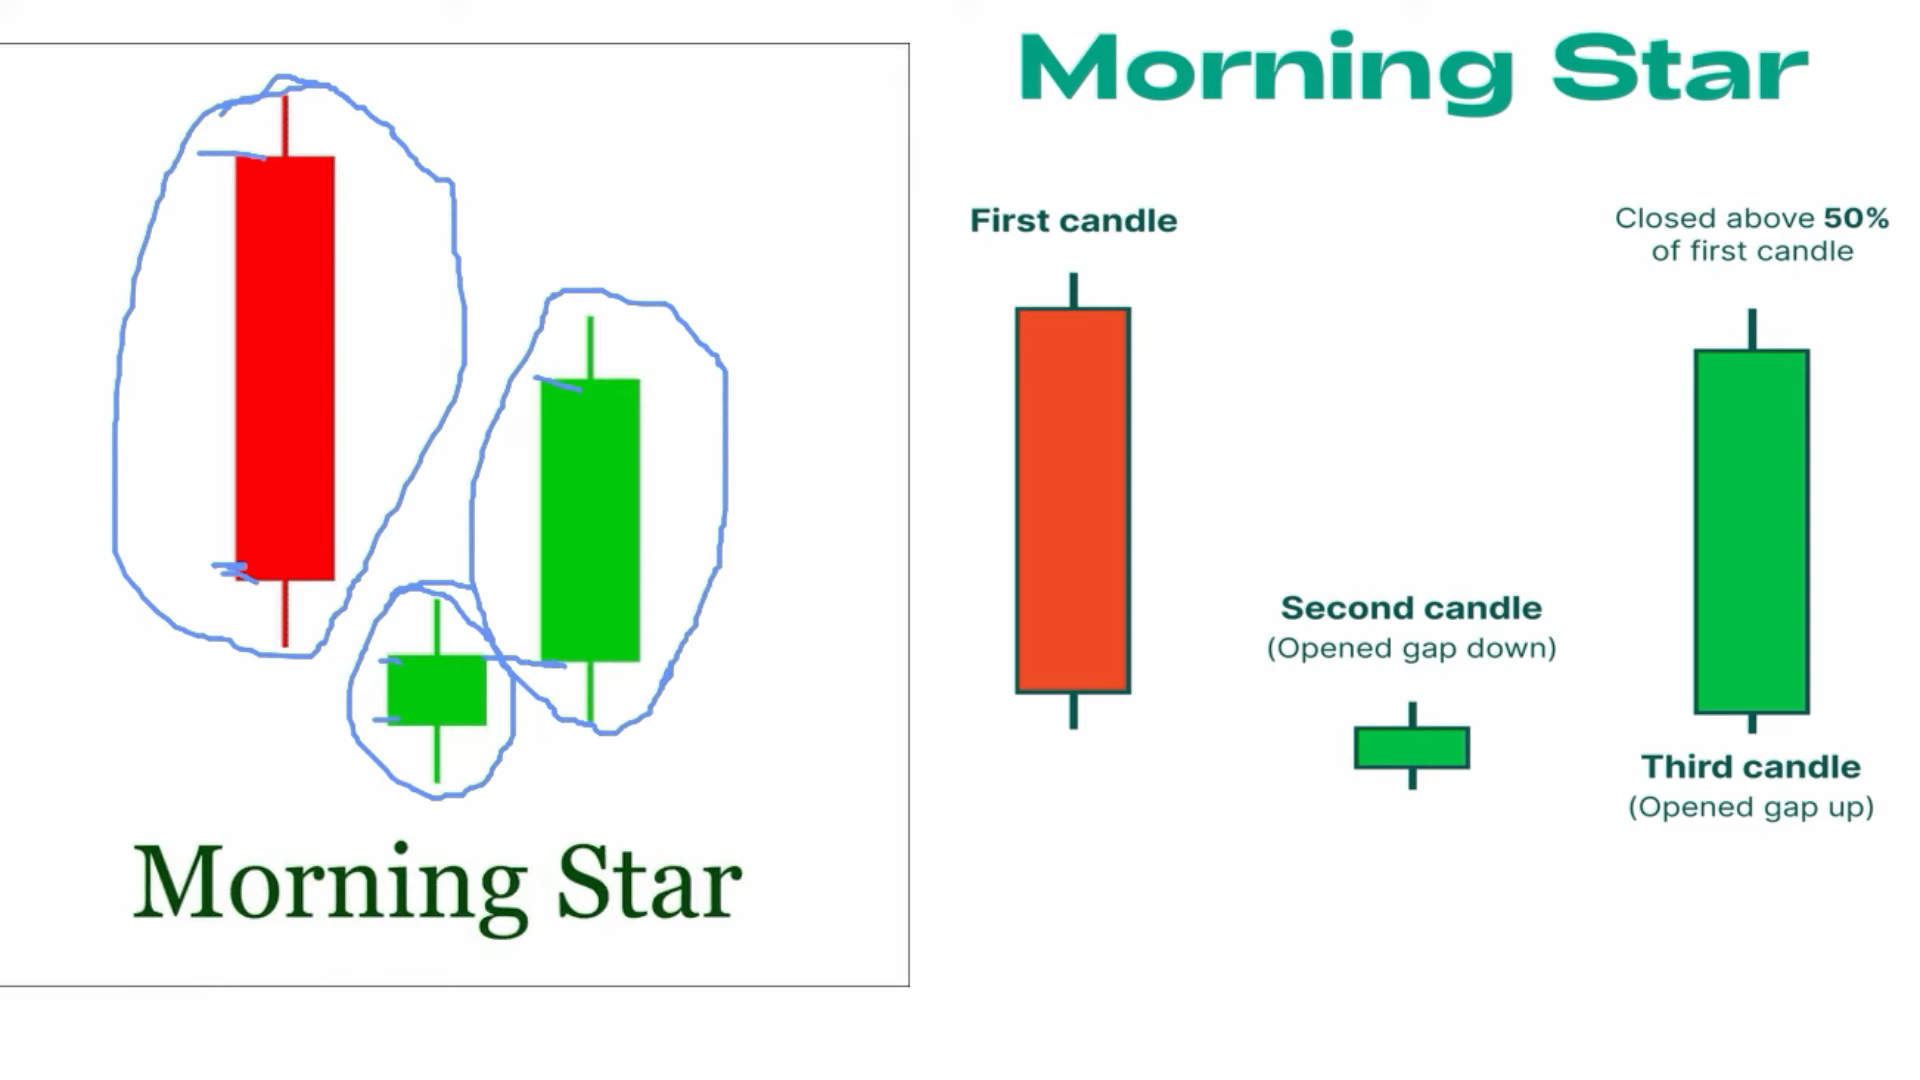 Morning Star
Morning Star
First candle
Closed above 50%
of first candle
Second candle
(Opened gap down)
Third candle
(Opened gap up)